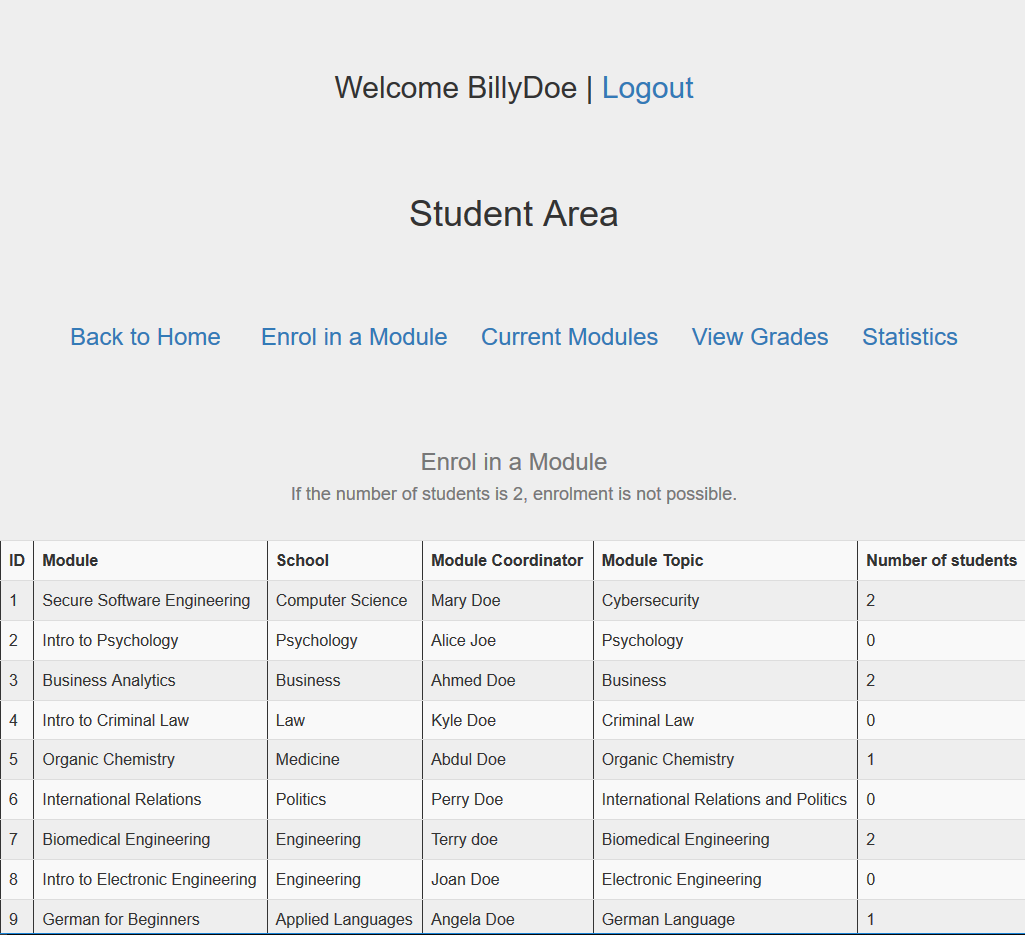 Welcome BillyDoe | Logout
Student Area
Back to Home Enrol in a Module Current Modules View Grades Statistics
Enrol in a Module
If the number of students is 2, enrolment is not possible.
ID Module School Module Coordinator Module Topic Number of students
1 Secure Software Engineering Computer Science Mary Doe Cybersecurity 2
2 Intro to Psychology Psychology Alice Joe Psychology 0
3 Business Analytics Business Ahmed Doe Business 2
4 Intro to Criminal Law Law Kyle Doe Criminal Law 0
5 Organic Chemistry Medicine Abdul Doe Organic Chemistry 1
6 International Relations Politics Perry Doe International Relations and Politics 0
7 Biomedical Engineering Engineering Terry doe Biomedical Engineering 2
8 Intro to Electronic Engineering Engineering Joan Doe Electronic Engineering 0
9 German for Beginners Applied Languages Angela Doe German Language 1